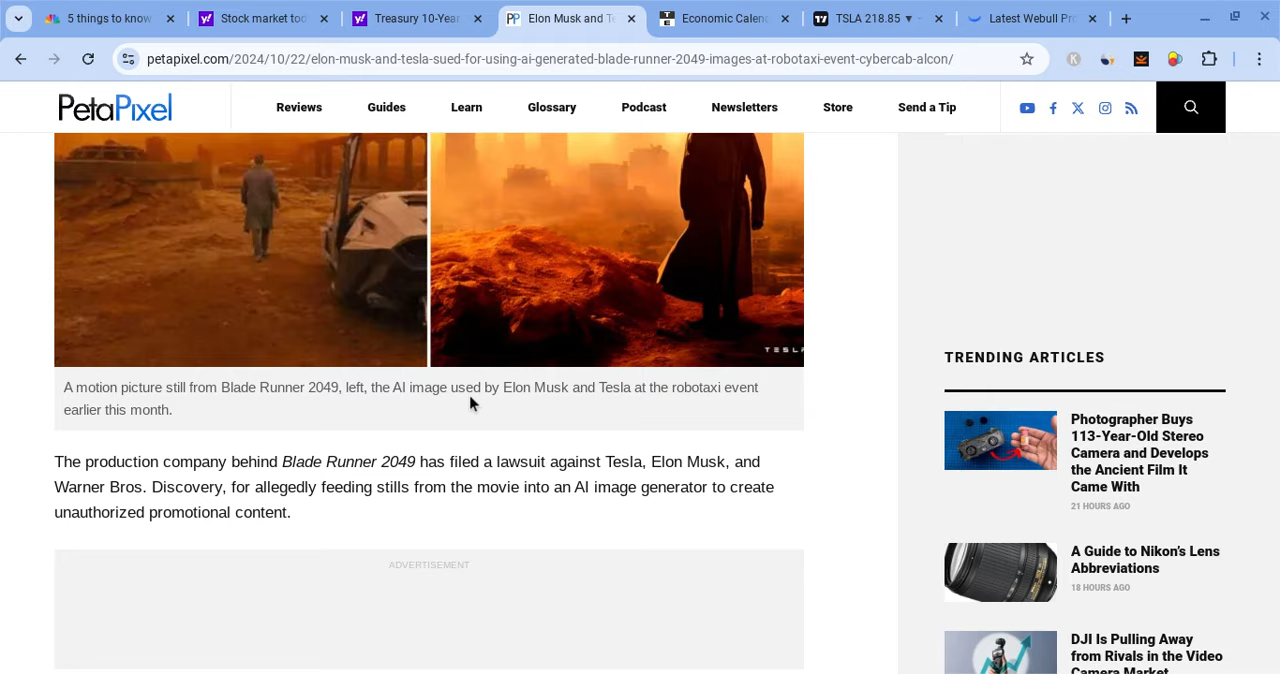 5 things to know
Stock market tod
Treasury 10-Year
Elon Musk and Te
Economic Calend
TSLA 218.85 ▼
Latest Webull Pro
petapixel.com/2024/10/22/elon-musk-and-tesla-sued-for-using-ai-generated-blade-runner-2049-images-at-robotaxi-event-cybercab-alcon/
PetaPixel
Reviews
Guides
Learn
Glossary
Podcast
Newsletters
Store
Send a Tip
TESLA
A motion picture still from Blade Runner 2049, left, the AI image used by Elon Musk and Tesla at the robotaxi event
earlier this month.
The production company behind Blade Runner 2049 has filed a lawsuit against Tesla, Elon Musk, and
Warner Bros. Discovery, for allegedly feeding stills from the movie into an AI image generator to create
unauthorized promotional content.
ADVERTISEMENT
TRENDING ARTICLES
Photographer Buys
113-Year-Old Stereo
Camera and Develops
the Ancient Film It
Came With
21 HOURS AGO
A Guide to Nikon’s Lens
Abbreviations
18 HOURS AGO
DJI Is Pulling Away
from Rivals in the Video
Camera Market